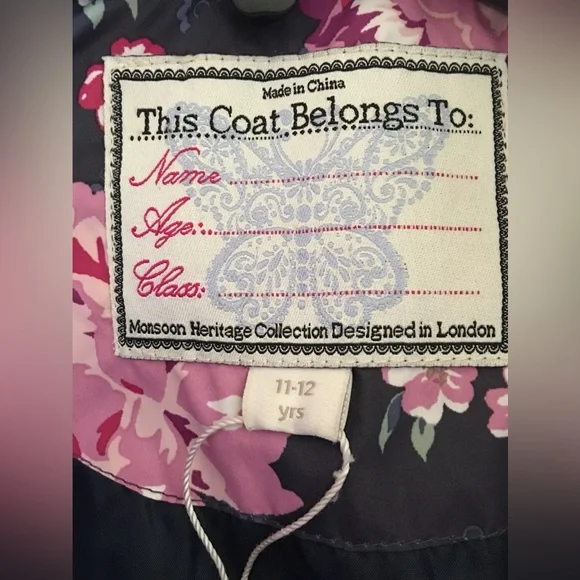 Made in China
This Coat Belongs To:
Name
Age:
Class:
Monsoon Heritage Collection Designed in London
11-12
yrs